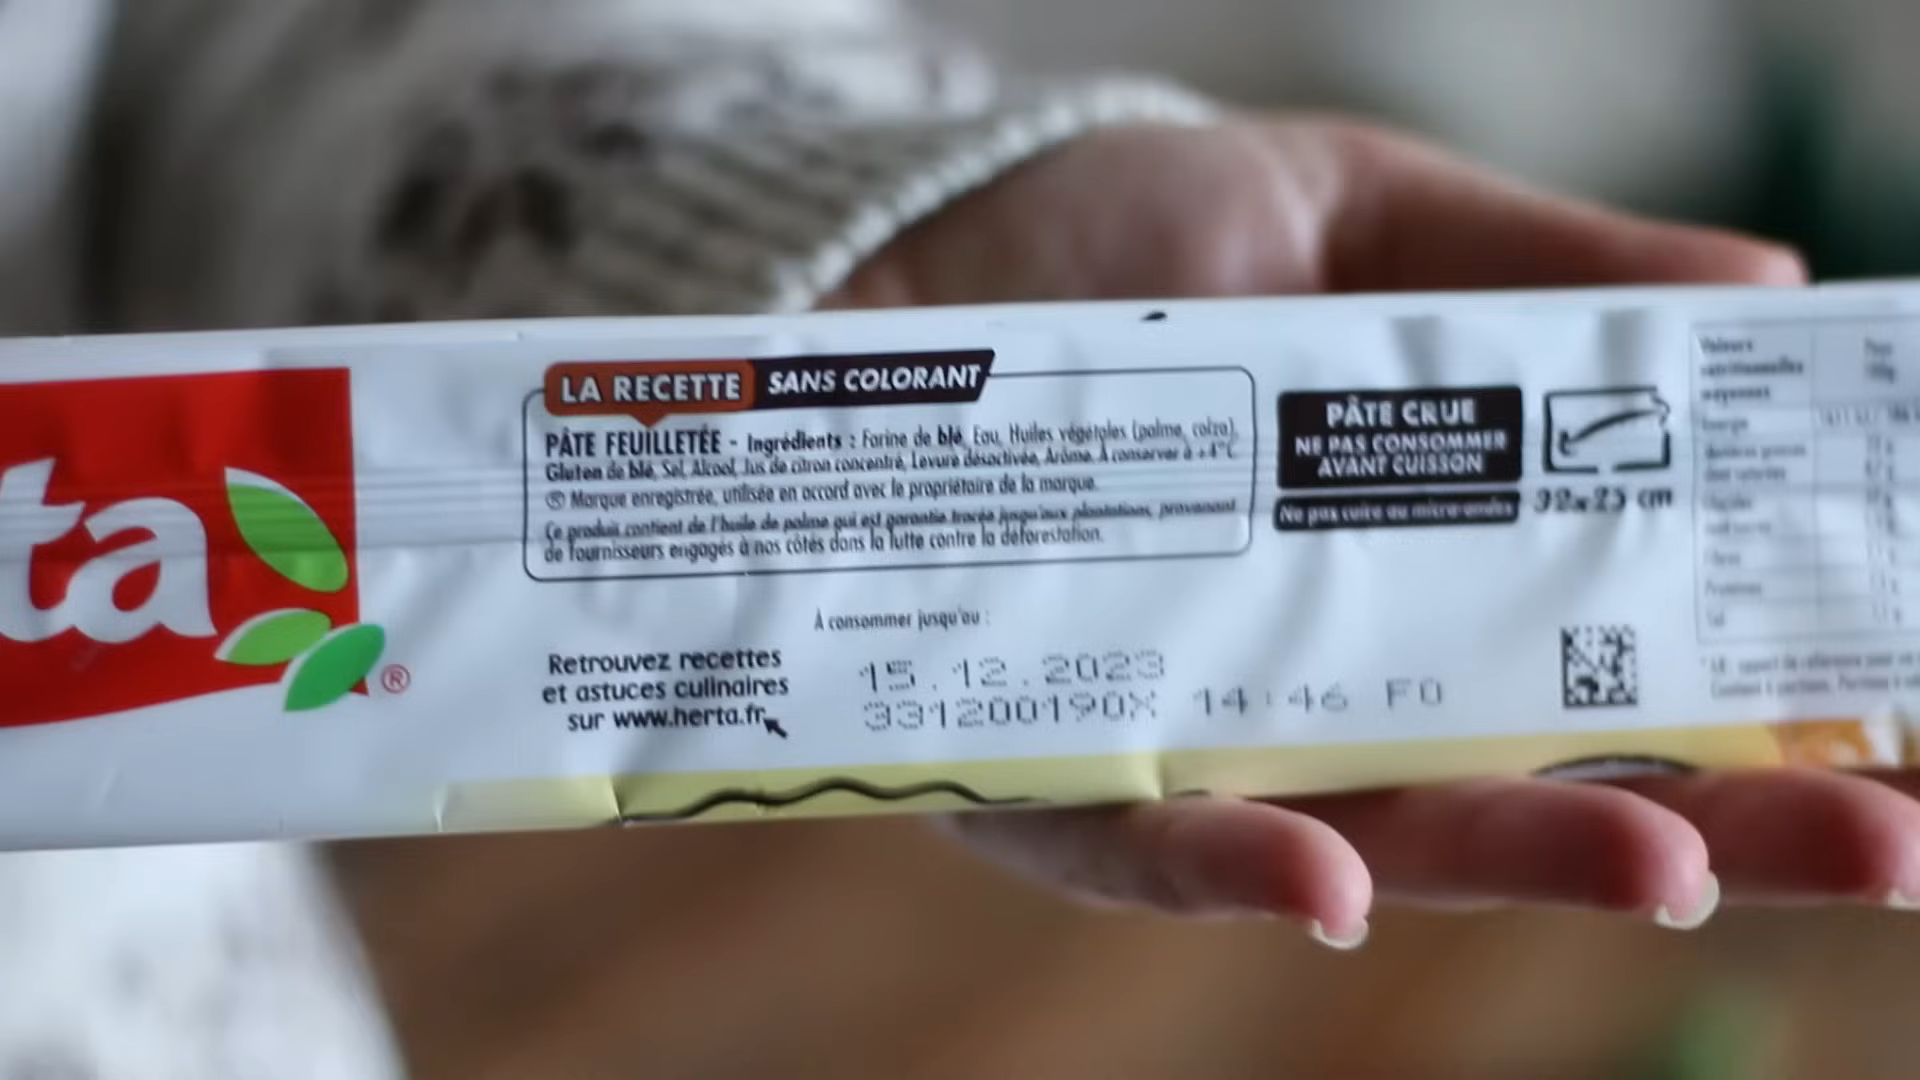 ta
®
LA RECETTE SANS COLORANT
PÂTE FEUILLETÉE - Ingrédients : Farine de blé, Eau, Huiles végétales (palme, colza),
Gluten de blé, Sel, Alcool, Jus de citron concentré, Levure désactivée, Arôme. À conserver à +4°C
® Marque enregistrée, utilisée en accord avec le propriétaire de la marque.
Ce produit contient de l'huile de palme qui est garantie tracée jusqu'aux plantations, provenant
de fournisseurs engagés à nos côtés dans la lutte contre la déforestation.
PÂTE CRUE
NE PAS CONSOMMER
AVANT CUISSON
Ne pas cuire au micro-ondes
cm
À consommer jusqu'au :
15.12.2023
331200190X 14:46 F0
Retrouvez recettes
et astuces culinaires
sur www.herta.fr
Valeurs
nutritionnelles
moyennes